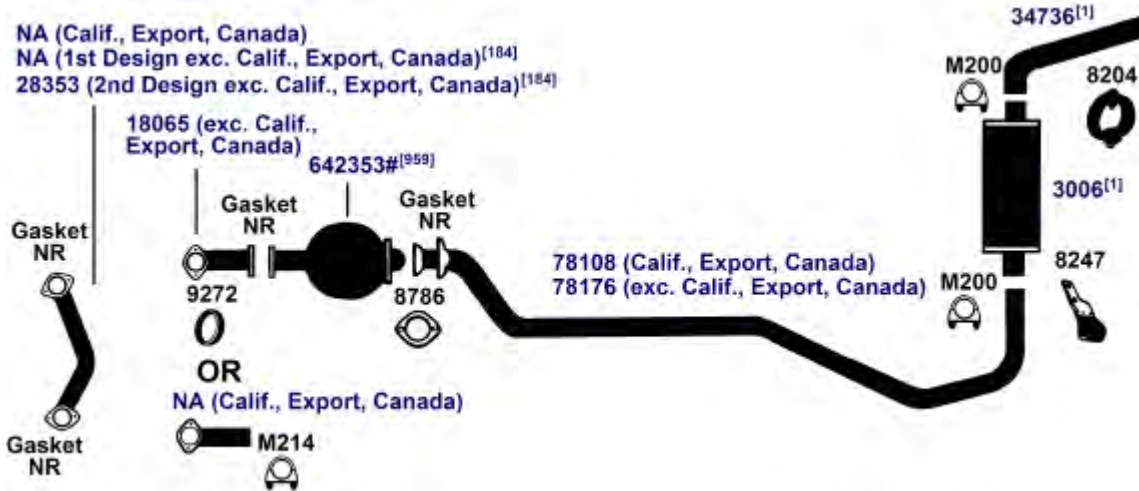 NA (Calif., Export, Canada)
NA (1st Design exc. Calif., Export, Canada)[184]
28353 (2nd Design exc. Calif., Export, Canada)[184]
18065 (exc. Calif.,
Export, Canada)
642353#[959]
Gasket
NR
Gasket
NR
Gasket
NR
9272
8786
OR
NA (Calif., Export, Canada)
M214
Gasket
NR
78108 (Calif., Export, Canada)
78176 (exc. Calif., Export, Canada)
34736[1]
M200
8204
3006[1]
M200
8247